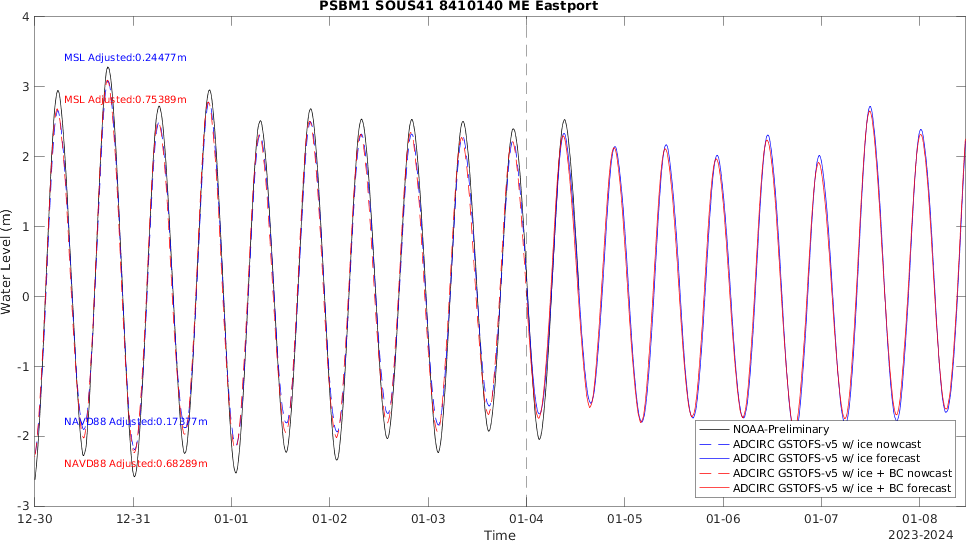 PSBM1 SOUS41 8410140 ME Eastport
4
3
2
1
0
-1
-2
-3
Water Level (m)
MSL Adjusted:0.24477m
MSL Adjusted:0.75389m
NAVD88 Adjusted:0.17377m
NAVD88 Adjusted:0.68289m
NOAA-Preliminary
ADCIRC GSTOFS-v5 w/ ice nowcast
ADCIRC GSTOFS-v5 w/ ice forecast
ADCIRC GSTOFS-v5 w/ ice + BC nowcast
ADCIRC GSTOFS-v5 w/ ice + BC forecast
12-30 12-31 01-01 01-02 01-03 01-04 01-05 01-06 01-07 01-08
Time
2023-2024